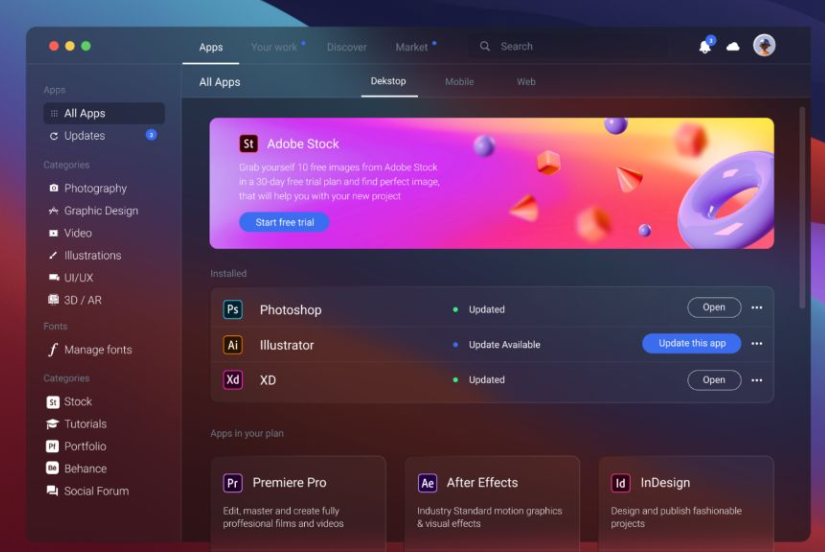 Apps Your work Discover Market Search 3
All Apps Dekstop Mobile Web
Apps
All Apps
Updates 3
Categories
Photography
Graphic Design
Video
Illustrations
UI/UX
3D / AR
Fonts
f Manage fonts
Categories
St Stock
Tutorials
Pf Portfolio
Bē Behance
Social Forum
St Adobe Stock
Grab yourself 10 free images from Adobe Stock
in a 30-day free trial plan and find perfect image,
that will help you with your new project
Start free trial
Installed
Ps Photoshop Updated Open
Ai Illustrator Update Available Update this app
Xd XD Updated Open
Apps in your plan
Pr Premiere Pro
Edit, master and create fully
proffesional films and videos
Ae After Effects
Industry Standard motion graphics
& visual effects
Id InDesign
Design and publish fashionable
projects